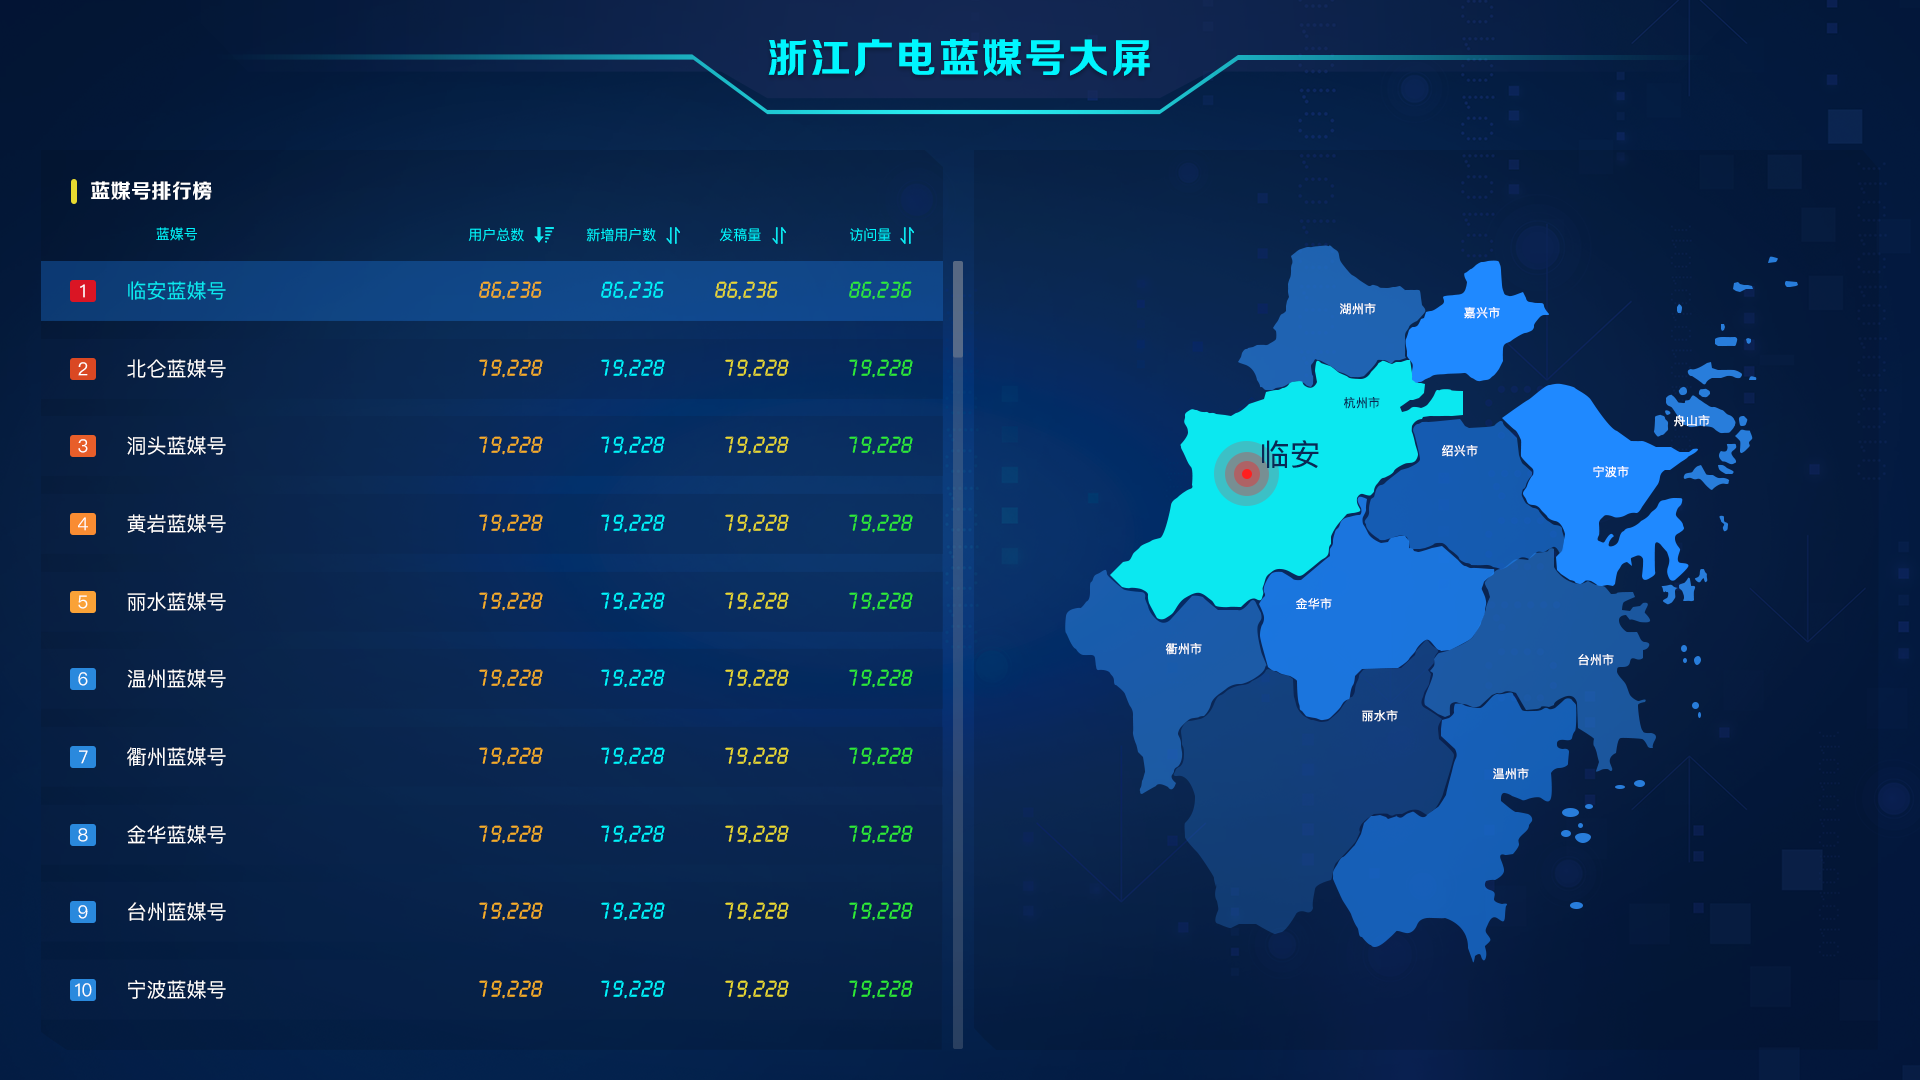 浙江广电蓝媒号大屏
蓝媒号排行榜
蓝媒号 用户总数 新增用户数 发稿量 访问量
1 临安蓝媒号 86,236 86,236 86,236 86,236
2 北仑蓝媒号 79,228 79,228 79,228 79,228
3 洞头蓝媒号 79,228 79,228 79,228 79,228
4 黄岩蓝媒号 79,228 79,228 79,228 79,228
5 丽水蓝媒号 79,228 79,228 79,228 79,228
6 温州蓝媒号 79,228 79,228 79,228 79,228
7 衢州蓝媒号 79,228 79,228 79,228 79,228
8 金华蓝媒号 79,228 79,228 79,228 79,228
9 台州蓝媒号 79,228 79,228 79,228 79,228
10 宁波蓝媒号 79,228 79,228 79,228 79,228
湖州市
嘉兴市
杭州市
舟山市
临安
绍兴市
宁波市
金华市
衢州市
台州市
丽水市
温州市